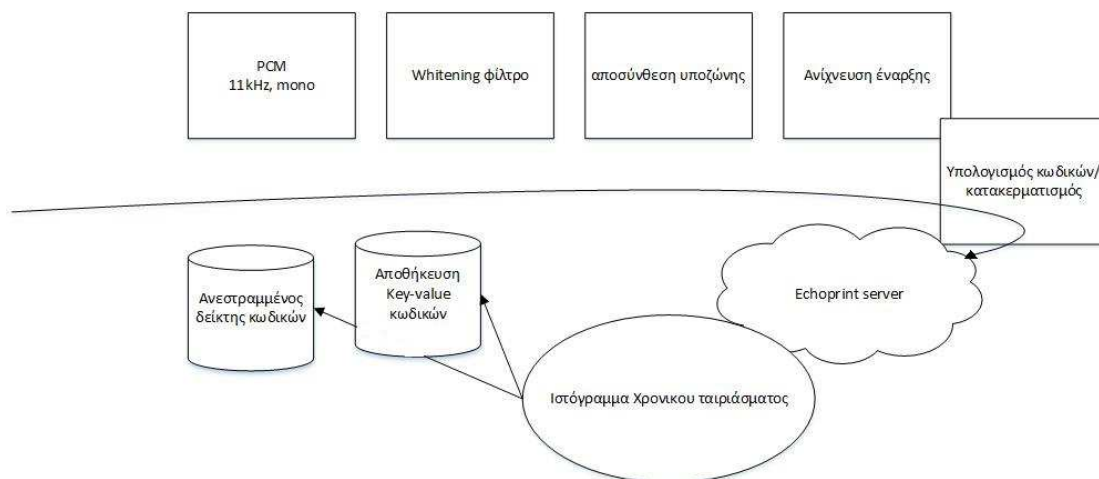 PCM
11kHz, mono
Whitening φίλτρο
αποσύνθεση υποζώνης
Ανίχνευση έναρξης
Υπολογισμός κωδικών/
κατακερματισμός
Ανεστραμμένος
δείκτης κωδικών
Αποθήκευση
Key-value
κωδικών
Echoprint server
Ιστόγραμμα Χρονικου ταιριάσματος